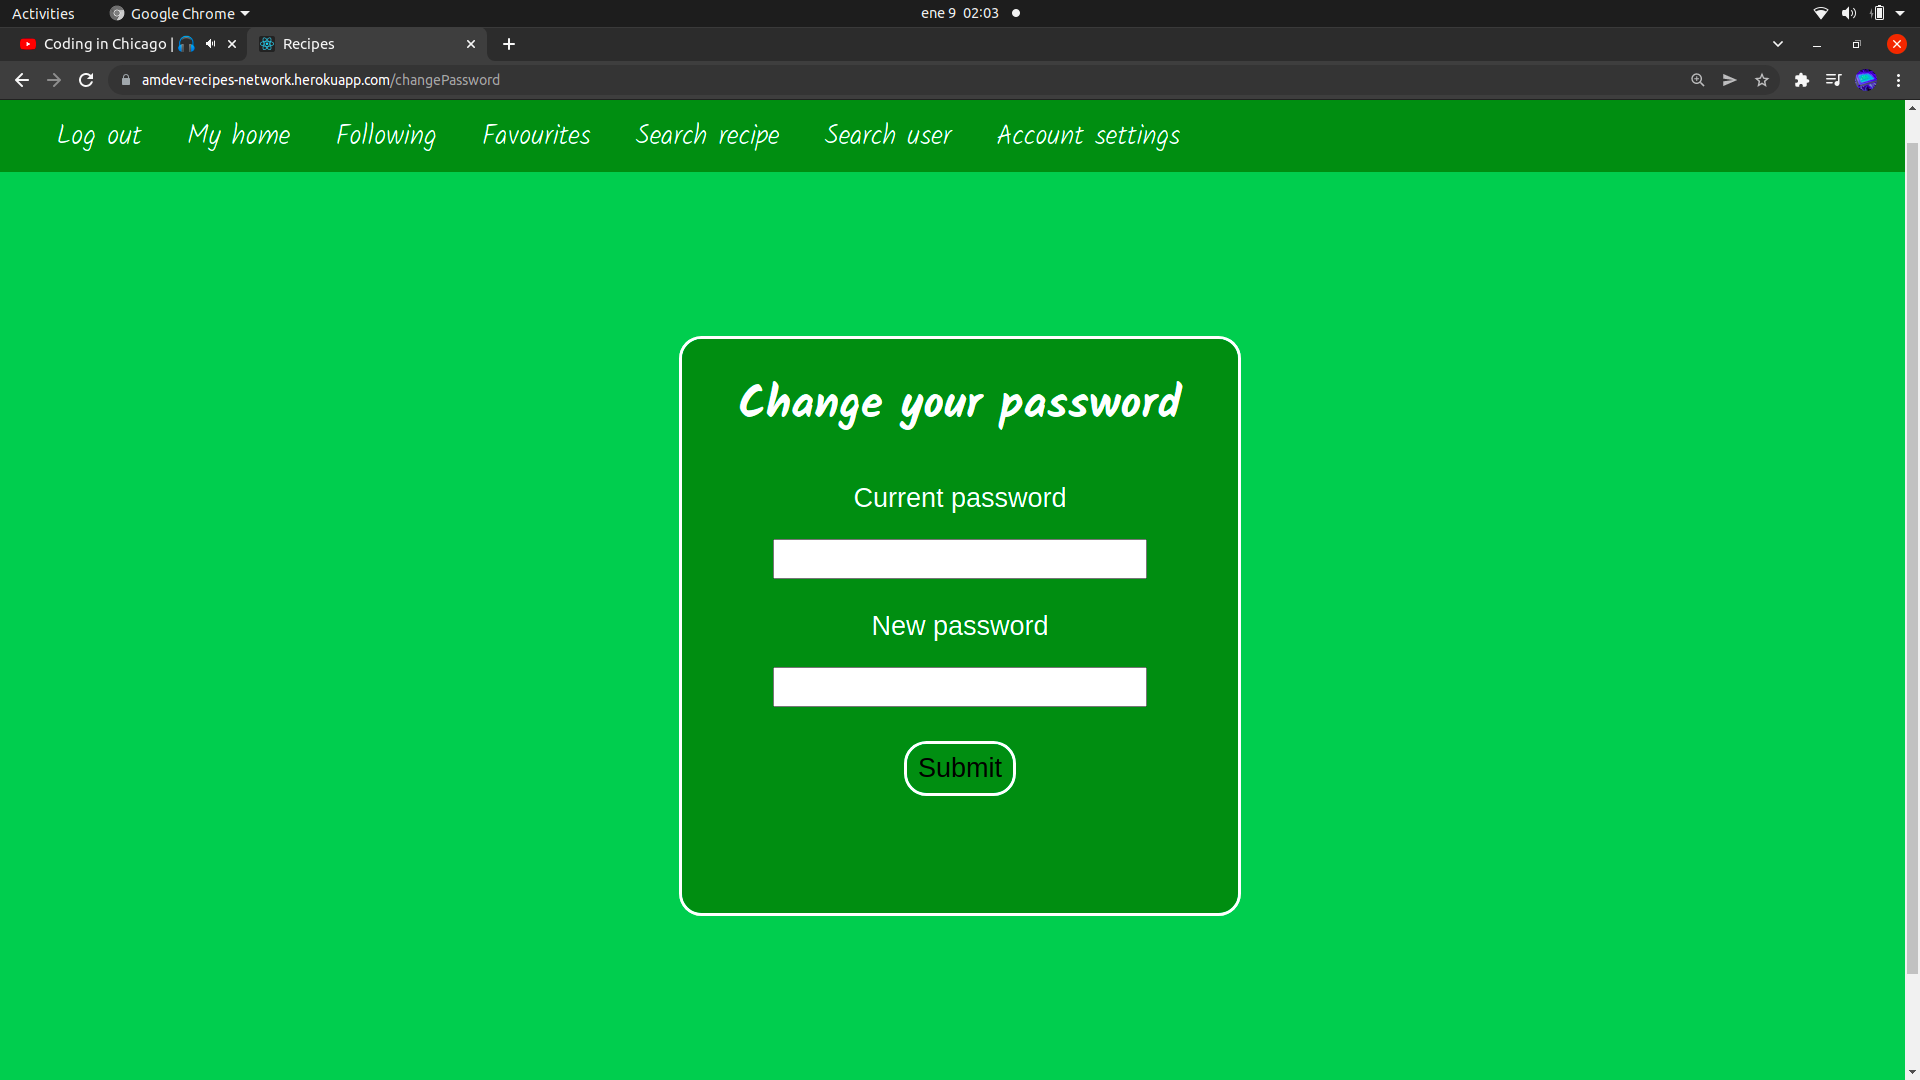 Activities Google Chrome ene 9 02:03
Coding in Chicago | Recipes
amdev-recipes-network.herokuapp.com/changePassword
Log out My home Following Favourites Search recipe Search user Account settings
Change your password
Current password
New password
Submit